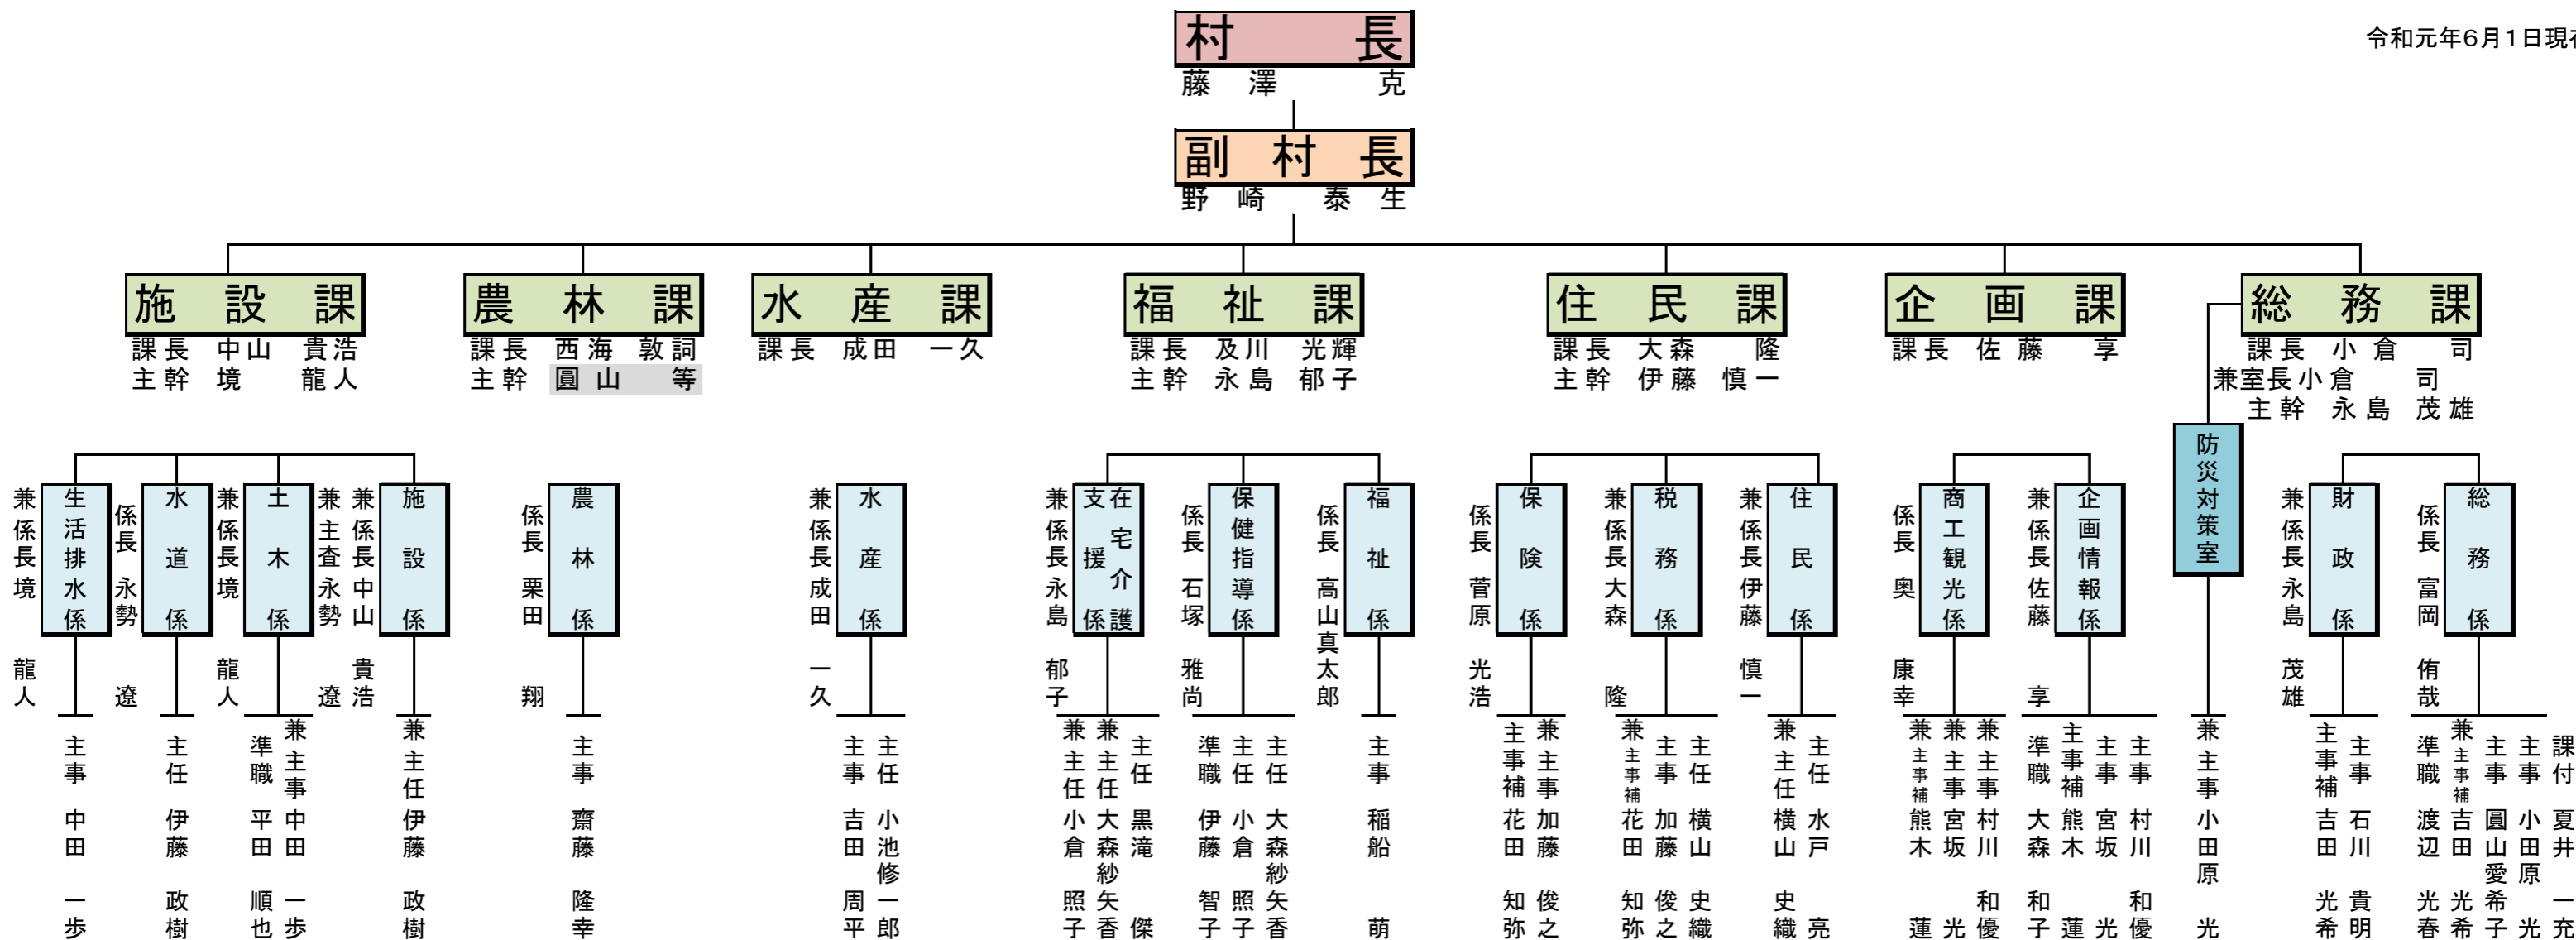 令和元年6月1日現在
村長
藤澤 克
副村長
野崎 泰生
施設課
課長 中山 貴浩
主幹 境 龍人
農林課
課長 西海 敦詞
主幹 圓山 等
水産課
課長 成田 一久
福祉課
課長 及川 光輝
主幹 永島 郁子
住民課
課長 大森 隆
主幹 伊藤 慎一
企画課
課長 佐藤 享
総務課
課長 小倉 司
兼室長 小倉 司
主幹 永島 茂雄
防災対策室
兼主事 小田原 光
生活排水係
兼係長 境 龍人
主事 中田 一歩
水道係
係長 永勢 遼
主任 伊藤 政樹
土木係
兼係長 境 龍人
兼主事 中田 一歩
準職 平田 順也
施設係
兼係長 中山 貴浩
兼主査 永勢 遼
兼主任 伊藤 政樹
農林係
係長 栗田 翔
主事 齋藤 隆幸
水産係
兼係長 成田 一久
主任 小池 修一郎
主事 吉田 周平
在宅介護支援係
兼係長 永島 郁子
主任 黒滝 傑
兼主任 大森 紗矢香
兼主任 小倉 照子
保健指導係
係長 石塚 雅尚
主任 大森 紗矢香
主任 小倉 照子
準職 伊藤 智子
福祉係
係長 高山 真太郎
主事 稲船 萌
保険係
係長 菅原 光浩
兼主事 加藤 俊之
主事補 花田 知弥
税務係
兼係長 大森 隆
主任 横山 史織
主事 加藤 俊之
兼主事補 花田 知弥
住民係
兼係長 伊藤 慎一
主任 水戸 亮
兼主任 横山 史織
商工観光係
係長 奥 康幸
兼主事 村川 和優
兼主事 宮坂 光
兼主事補 熊木 蓮
企画情報係
兼係長 佐藤 享
主事 村川 和優
主事 宮坂 光
主事補 熊木 蓮
準職 大森 和子
財政係
兼係長 永島 茂雄
主事 石川 貴明
主事補 吉田 光希
総務係
係長 富岡 侑哉
課付 夏井 一充
主事 小田原 光
主事 圓山 愛希子
兼主事補 吉田 光希
準職 渡辺 光春